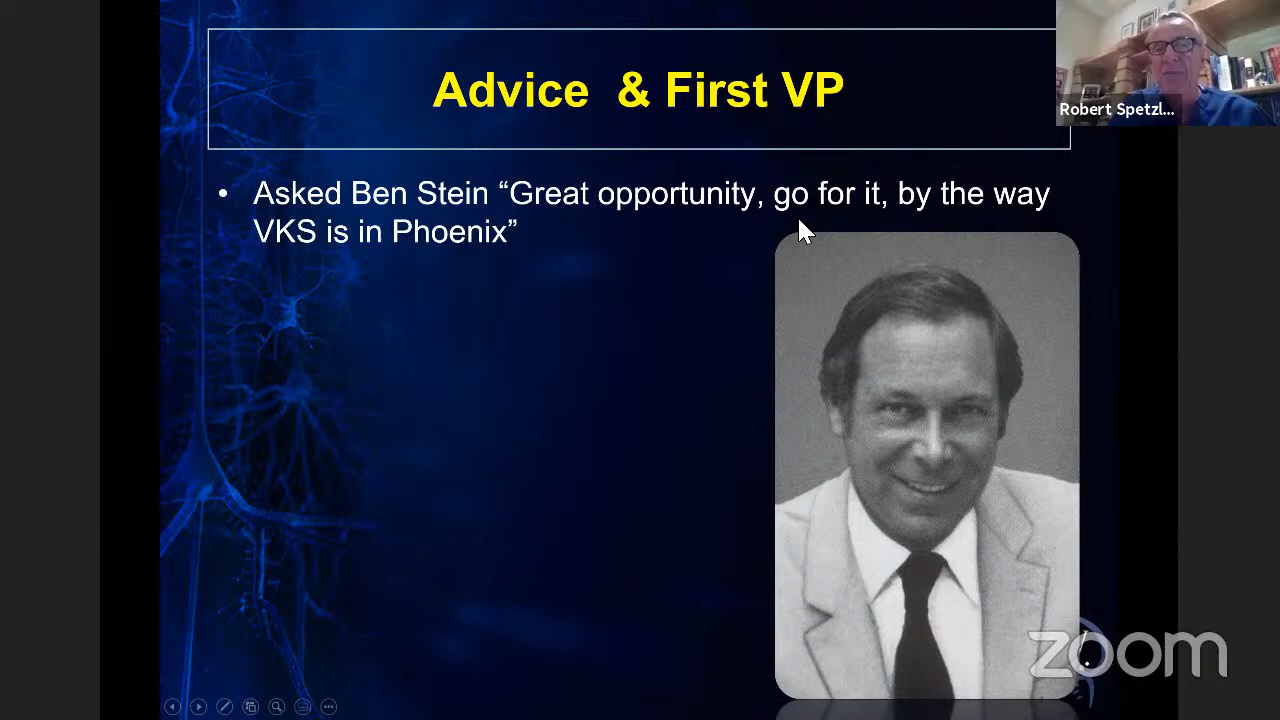 Advice & First VP
Robert Spetzl...
• Asked Ben Stein “Great opportunity, go for it, by the way
VKS is in Phoenix”
zoom